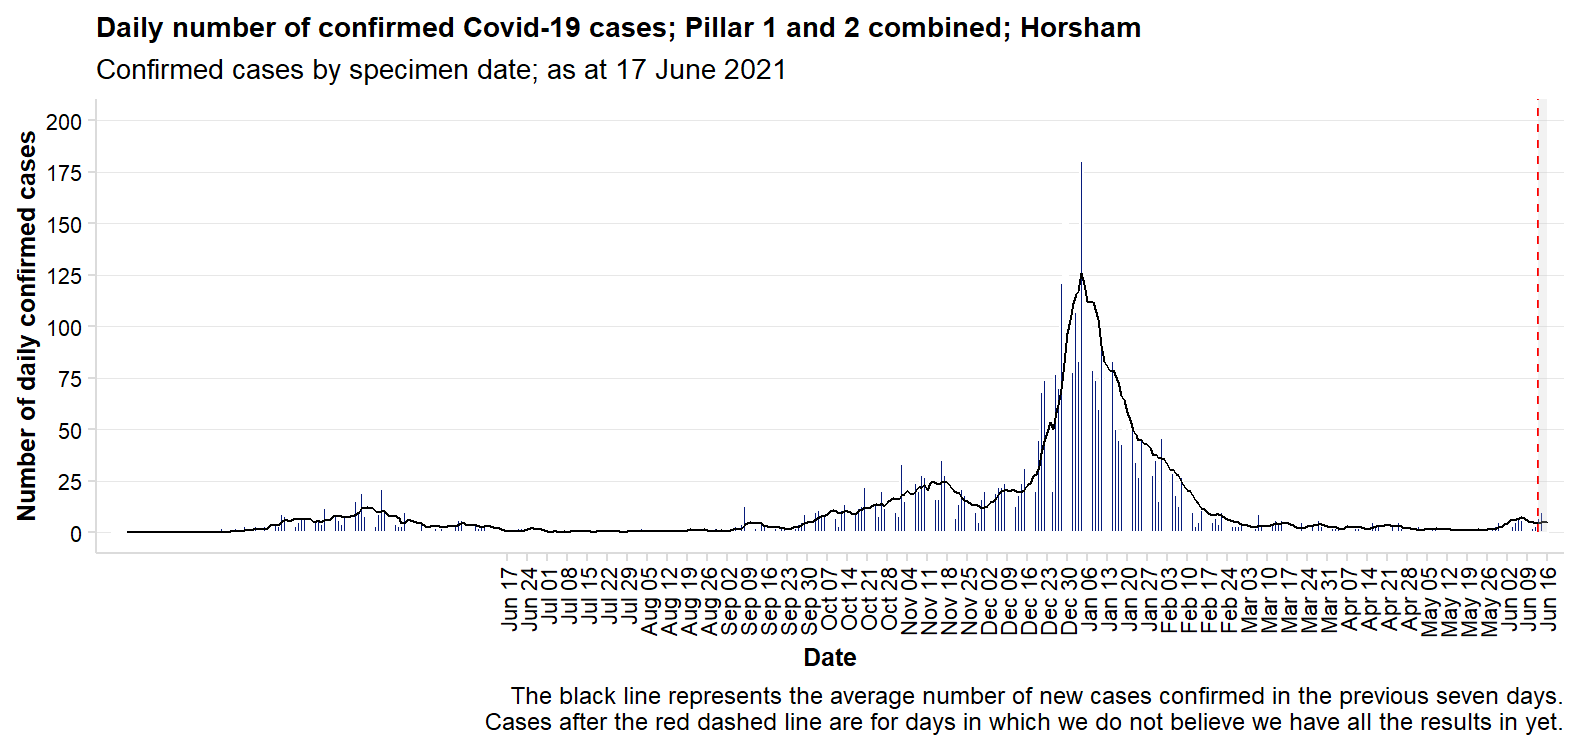 Daily number of confirmed Covid-19 cases; Pillar 1 and 2 combined; Horsham
Confirmed cases by specimen date; as at 17 June 2021
Number of daily confirmed cases
200
175
150
125
100
75
50
25
0
Jun 17
Jun 24
Jul 01
Jul 08
Jul 15
Jul 22
Jul 29
Aug 05
Aug 12
Aug 19
Aug 26
Sep 02
Sep 09
Sep 16
Sep 23
Sep 30
Oct 07
Oct 14
Oct 21
Oct 28
Nov 04
Nov 11
Nov 18
Nov 25
Dec 02
Dec 09
Dec 16
Dec 23
Dec 30
Jan 06
Jan 13
Jan 20
Jan 27
Feb 03
Feb 10
Feb 17
Feb 24
Mar 03
Mar 10
Mar 17
Mar 24
Mar 31
Apr 07
Apr 14
Apr 21
Apr 28
May 05
May 12
May 19
May 26
Jun 02
Jun 09
Jun 16
Date
The black line represents the average number of new cases confirmed in the previous seven days.
Cases after the red dashed line are for days in which we do not believe we have all the results in yet.